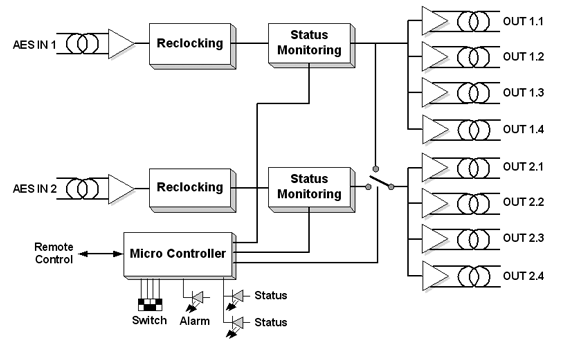 AES IN 1
Reclocking
Status
Monitoring
OUT 1.1
OUT 1.2
OUT 1.3
OUT 1.4
AES IN 2
Reclocking
Status
Monitoring
OUT 2.1
OUT 2.2
OUT 2.3
OUT 2.4
Remote
Control
Micro Controller
Switch
Alarm
Status
Status